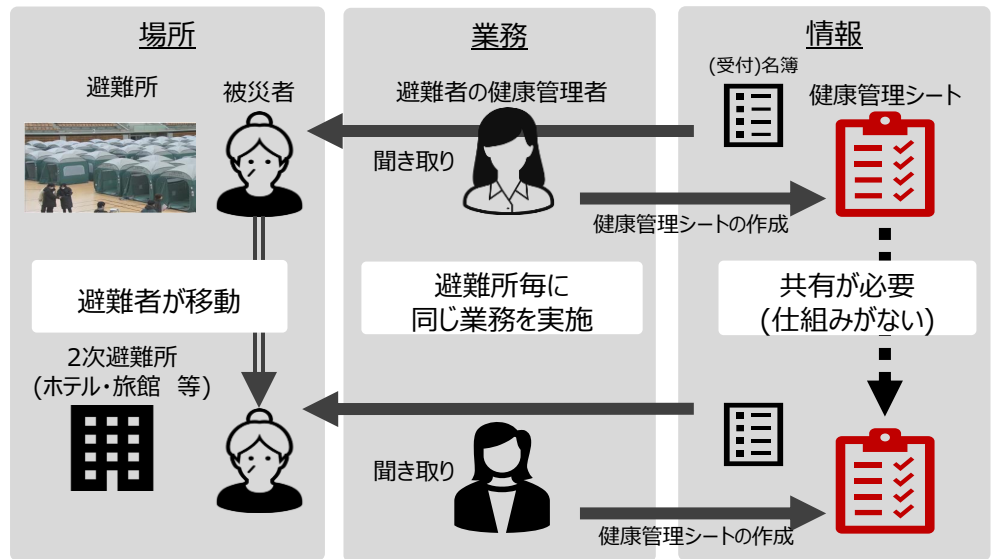 場所
避難所
被災者
避難者が移動
2次避難所
(ホテル・旅館 等)
業務
避難者の健康管理者
聞き取り
健康管理シートの作成
避難所毎に
同じ業務を実施
聞き取り
健康管理シートの作成
情報
(受付)名簿
健康管理シート
共有が必要
(仕組みがない)